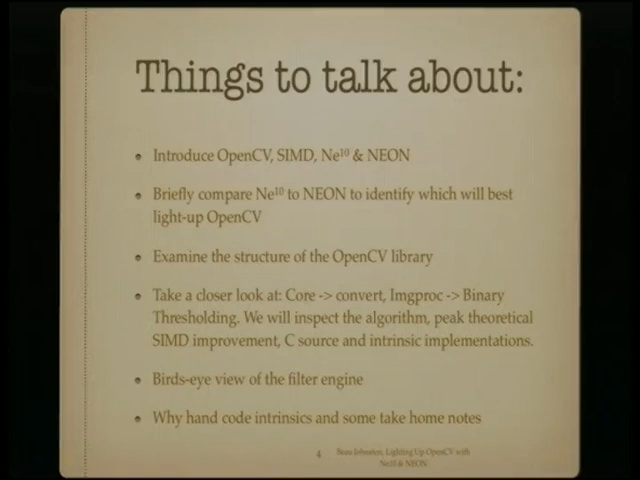 Things to talk about:
• Introduce OpenCV, SIMD, Ne¹⁰ & NEON
• Briefly compare Ne¹⁰ to NEON to identify which will best
light-up OpenCV
• Examine the structure of the OpenCV library
• Take a closer look at: Core -> convert, Imgproc -> Binary
Thresholding. We will inspect the algorithm, peak theoretical
SIMD improvement, C source and intrinsic implementations.
• Birds-eye view of the filter engine
• Why hand code intrinsics and some take home notes
4
Beau Johnston, Lighting Up OpenCV with
Ne10 & NEON